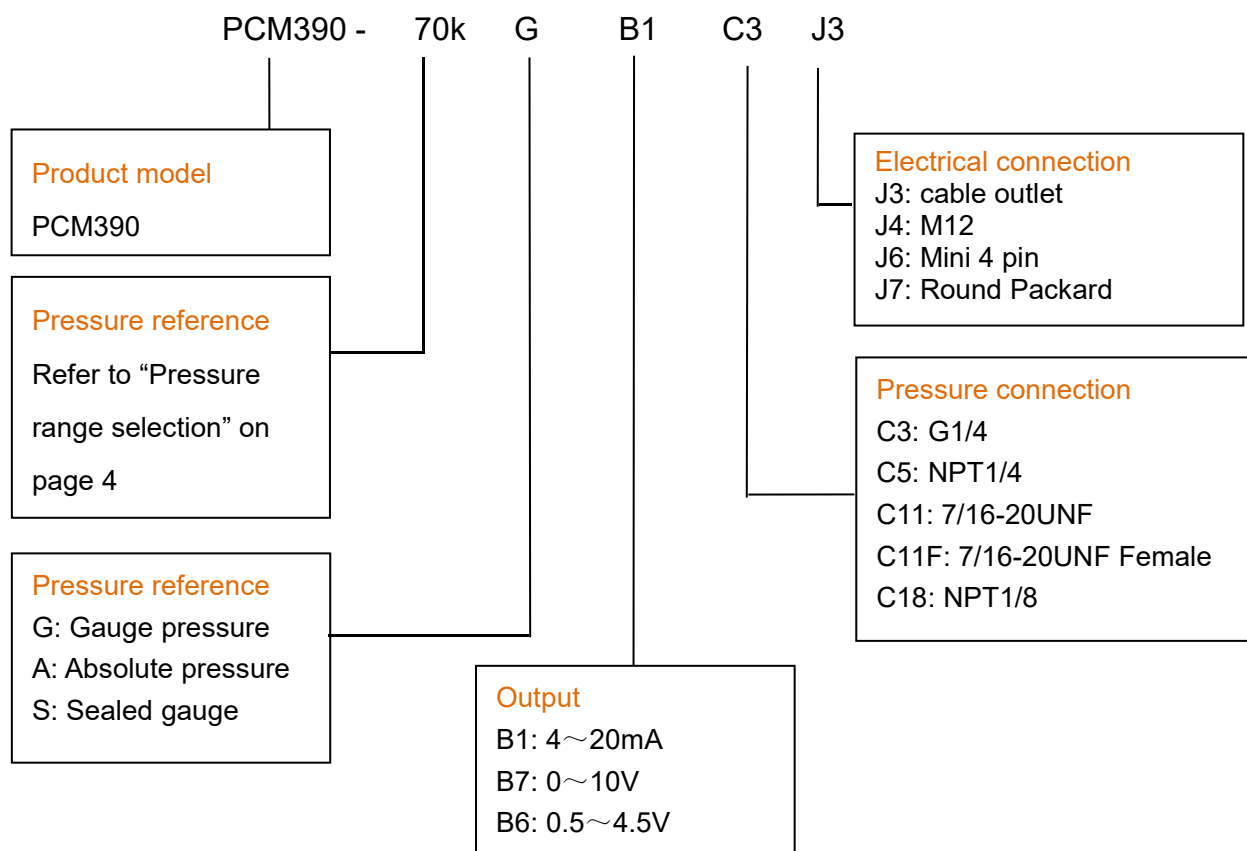 PCM390 - 70k G B1 C3 J3
Product model
PCM390
Pressure reference
Refer to “Pressure
range selection” on
page 4
Pressure reference
G: Gauge pressure
A: Absolute pressure
S: Sealed gauge
Output
B1: 4～20mA
B7: 0～10V
B6: 0.5～4.5V
Electrical connection
J3: cable outlet
J4: M12
J6: Mini 4 pin
J7: Round Packard
Pressure connection
C3: G1/4
C5: NPT1/4
C11: 7/16-20UNF
C11F: 7/16-20UNF Female
C18: NPT1/8